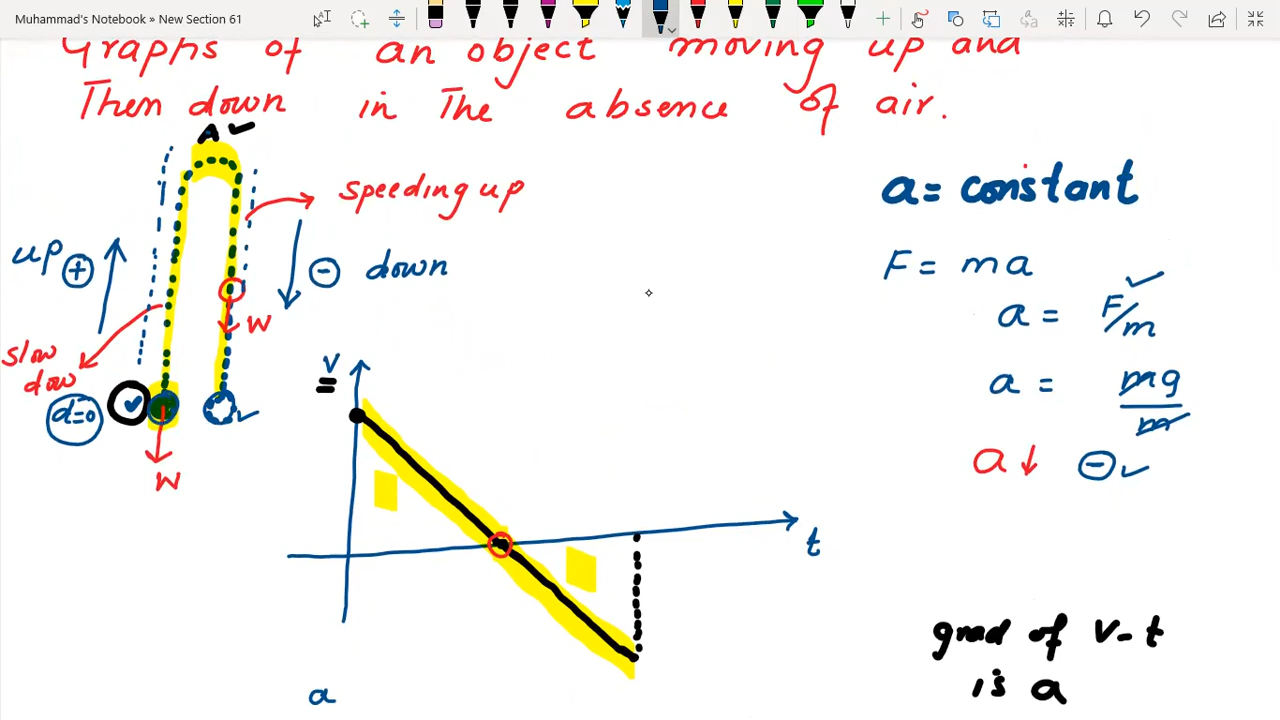 Muhammad's Notebook » New Section 61
Graphs of an object moving up and
Then down in The absence of air.
A
speeding up
up +
- down
W
slow
dow
d=0
W
a = constant
F = ma
a = F/m
a = mg
m
a↓ -
v
t
grad of v-t
is a
a